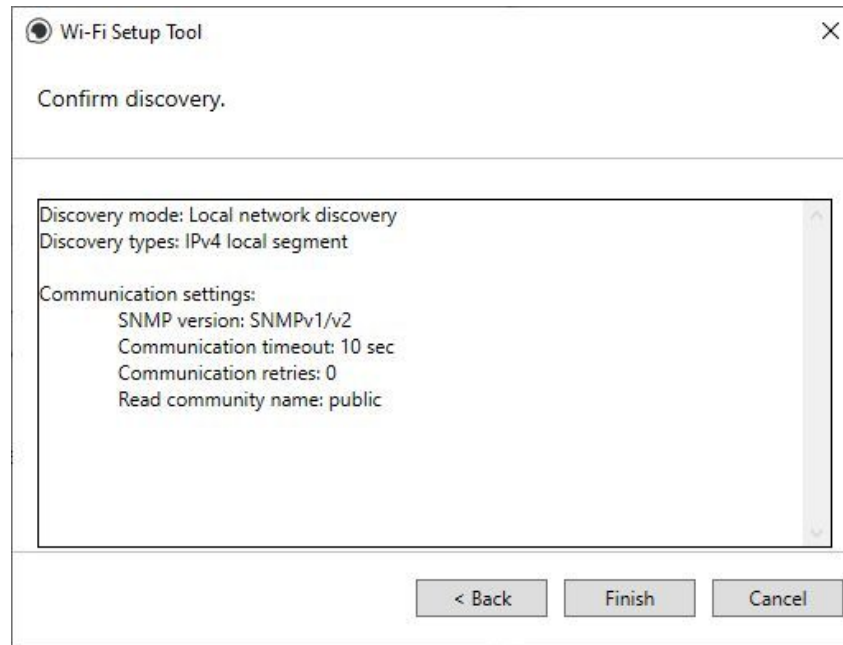 Wi-Fi Setup Tool
Confirm discovery.
Discovery mode: Local network discovery
Discovery types: IPv4 local segment
Communication settings:
SNMP version: SNMPv1/v2
Communication timeout: 10 sec
Communication retries: 0
Read community name: public
< Back Finish Cancel